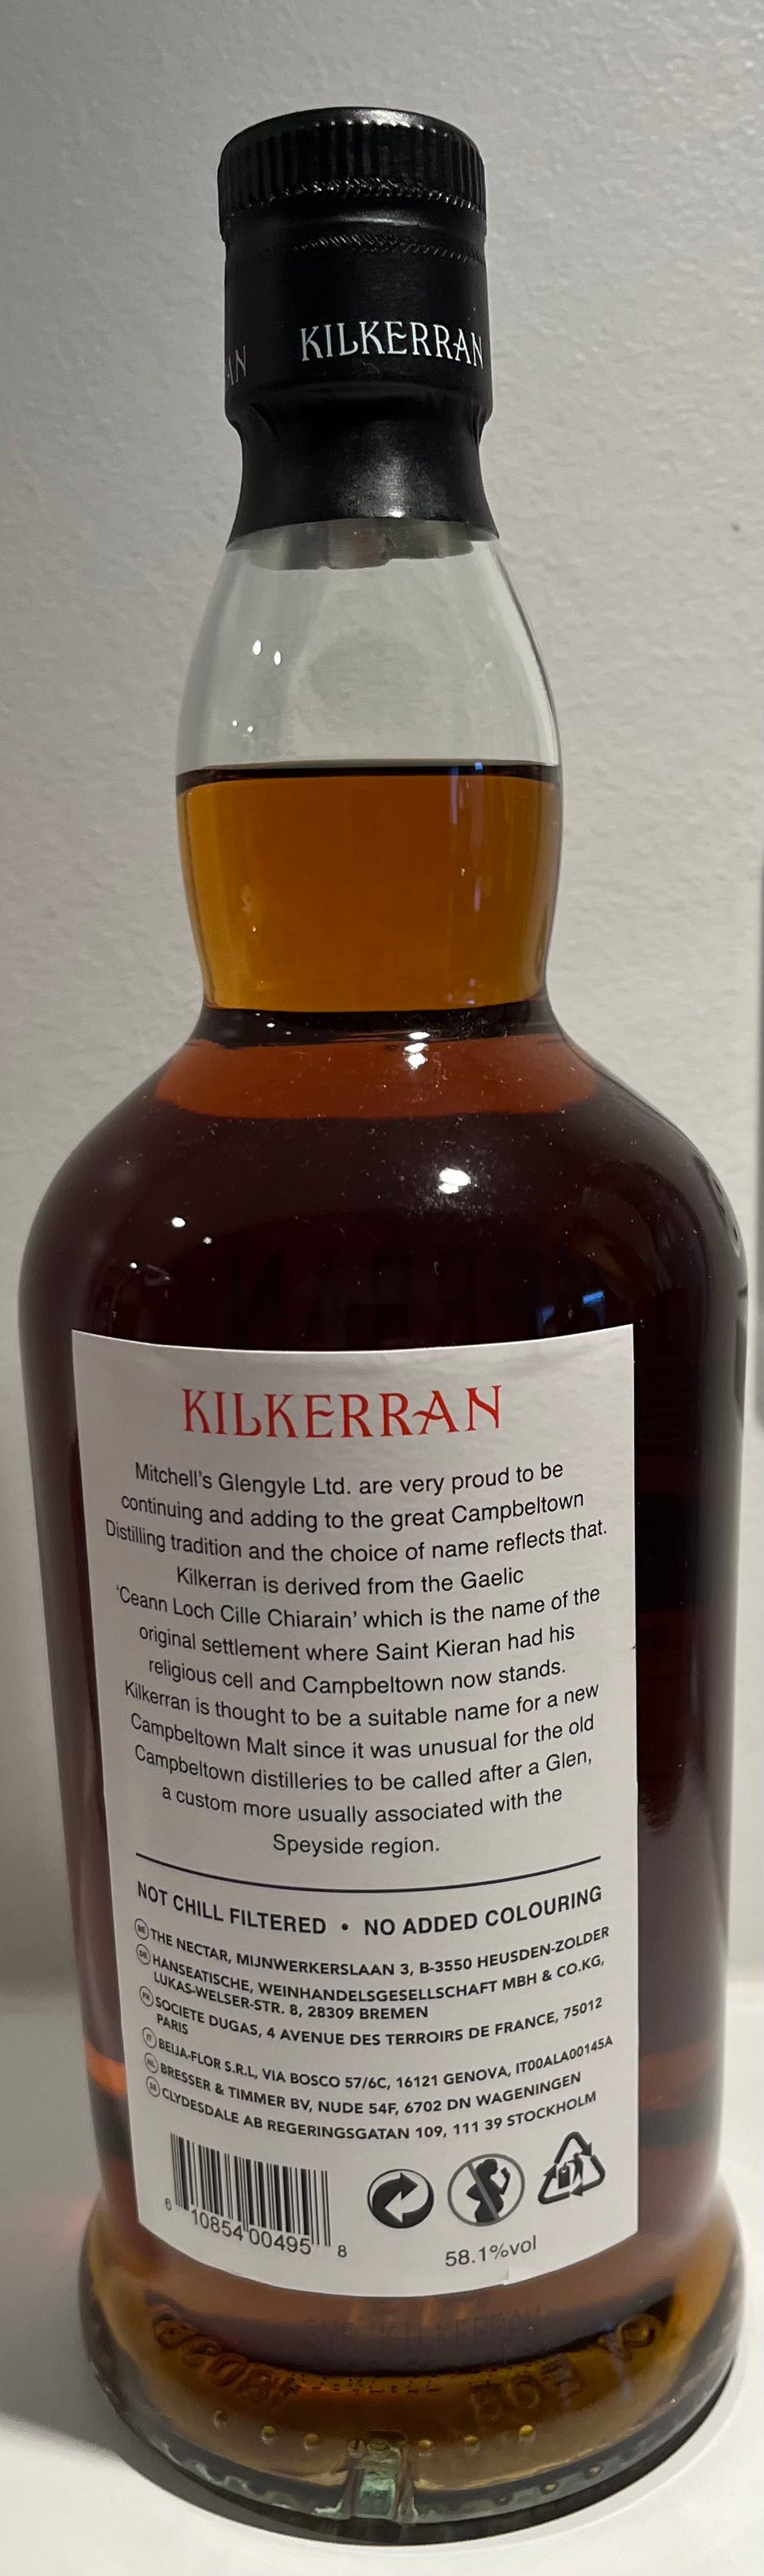 KILKERRAN
AN
KILKERRAN
Mitchell's Glengyle Ltd. are very proud to be
continuing and adding to the great Campbeltown
Distilling tradition and the choice of name reflects that.
Kilkerran is derived from the Gaelic
'Ceann Loch Cille Chiarain' which is the name of the
original settlement where Saint Kieran had his
religious cell and Campbeltown now stands.
Kilkerran is thought to be a suitable name for a new
Campbeltown Malt since it was unusual for the old
Campbeltown distilleries to be called after a Glen,
a custom more usually associated with the
Speyside region.
NOT CHILL FILTERED • NO ADDED COLOURING
BE THE NECTAR, MIJNWERKERSLAAN 3, B-3550 HEUSDEN-ZOLDER
DE HANSEATISCHE, WEINHANDELSGESELLSCHAFT MBH & CO.KG,
LUKAS-WELSER-STR. 8, 28309 BREMEN
FR SOCIETE DUGAS, 4 AVENUE DES TERROIRS DE FRANCE, 75012
PARIS
IT BEIJA-FLOR S.R.L, VIA BOSCO 57/6C, 16121 GENOVA, IT00ALA00145A
NL BRESSER & TIMMER BV, NUDE 54F, 6702 DN WAGENINGEN
SE CLYDESDALE AB REGERINGSGATAN 109, 111 39 STOCKHOLM
6 10854 00495 8
58.1%vol